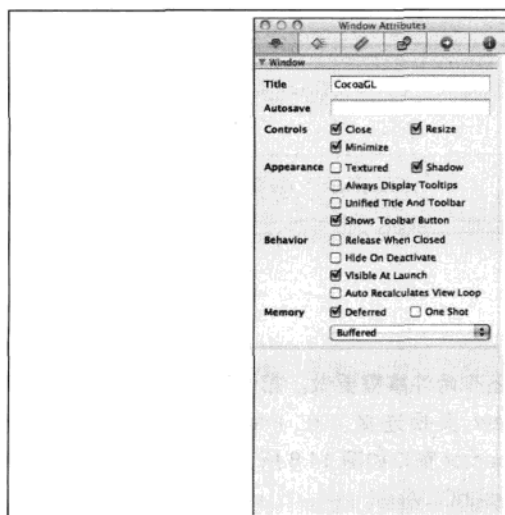 Window Attributes
Window
Title CocoaGL
Autosave
Controls Close Resize
Minimize
Appearance Textured Shadow
Always Display Tooltips
Unified Title And Toolbar
Shows Toolbar Button
Behavior Release When Closed
Hide On Deactivate
Visible At Launch
Auto Recalculates View Loop
Memory Deferred One Shot
Buffered